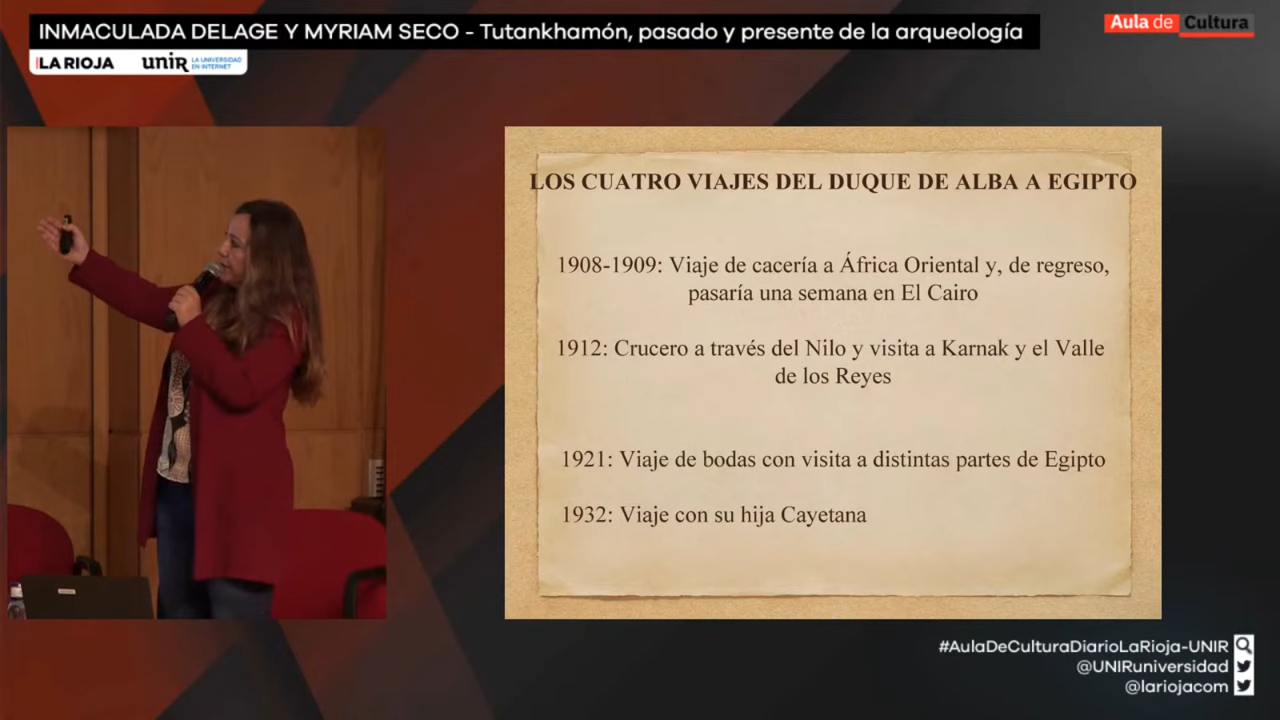 INMACULADA DELAGE Y MYRIAM SECO - Tutankhamón, pasado y presente de la arqueología
Aula de Cultura
LA RIOJA unir LA UNIVERSIDAD
EN INTERNET
LOS CUATRO VIAJES DEL DUQUE DE ALBA A EGIPTO
1908-1909: Viaje de cacería a África Oriental y, de regreso,
pasaría una semana en El Cairo
1912: Crucero a través del Nilo y visita a Karnak y el Valle
de los Reyes
1921: Viaje de bodas con visita a distintas partes de Egipto
1932: Viaje con su hija Cayetana
#AulaDeCulturaDiarioLaRioja-UNIR
@UNIRuniversidad
@lariojacom